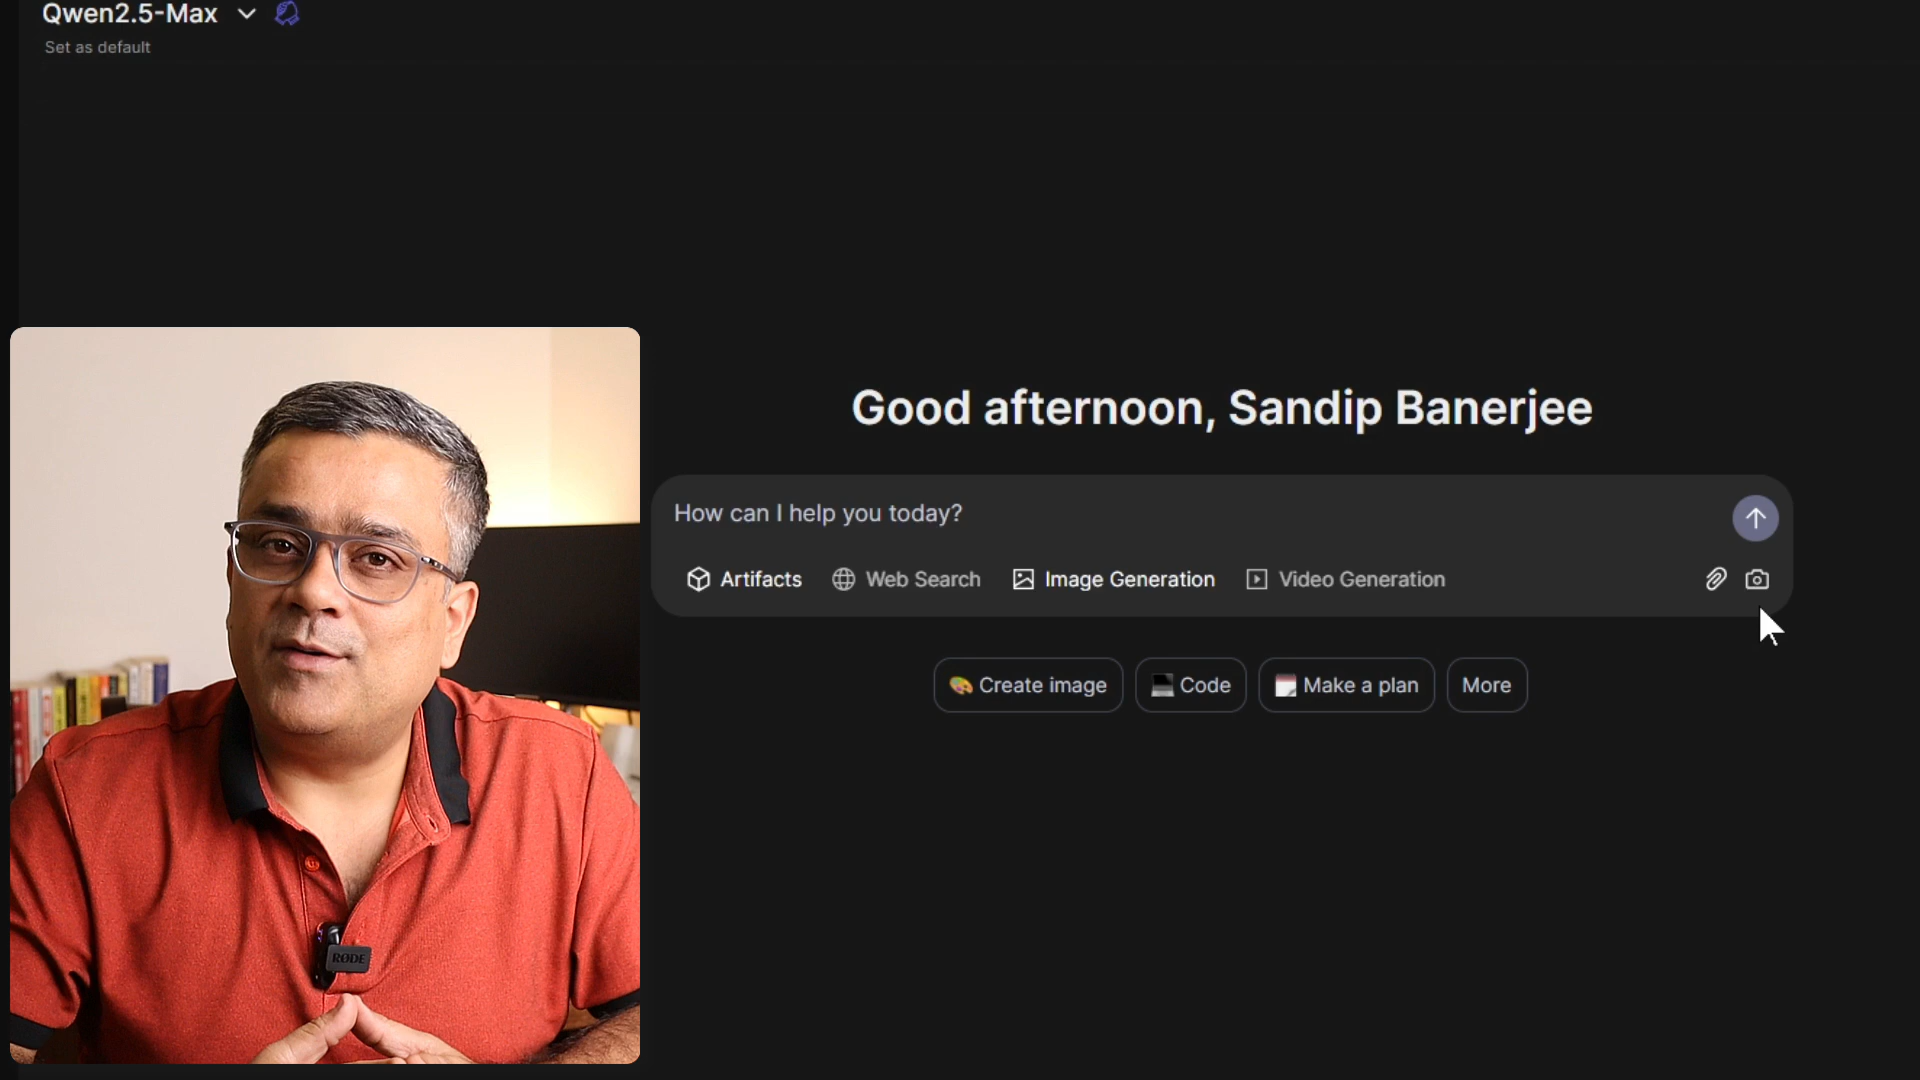 Qwen2.5-Max
Set as default
Good afternoon, Sandip Banerjee
How can I help you today?
Artifacts Web Search Image Generation Video Generation
Create image Code Make a plan More
RØDE